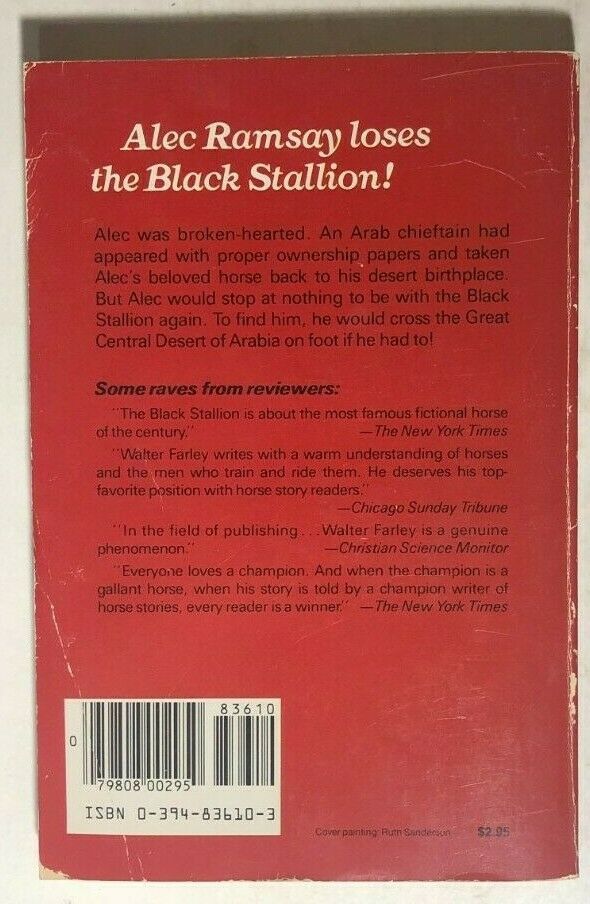 Alec Ramsay loses
the Black Stallion!
Alec was broken-hearted. An Arab chieftain had
appeared with proper ownership papers and taken
Alec's beloved horse back to his desert birthplace.
But Alec would stop at nothing to be with the Black
Stallion again. To find him, he would cross the Great
Central Desert of Arabia on foot if he had to!
Some raves from reviewers:
"The Black Stallion is about the most famous fictional horse
of the century." —The New York Times
"Walter Farley writes with a warm understanding of horses
and the men who train and ride them. He deserves his top-
favorite position with horse story readers."
—Chicago Sunday Tribune
"In the field of publishing...Walter Farley is a genuine
phenomenon." —Christian Science Monitor
"Everyone loves a champion. And when the champion is a
gallant horse, when his story is told by a champion writer of
horse stories, every reader is a winner." —The New York Times
83610
0
79808 00295
ISBN 0-394-83610-3
Cover painting: Ruth Sanderson $2.95